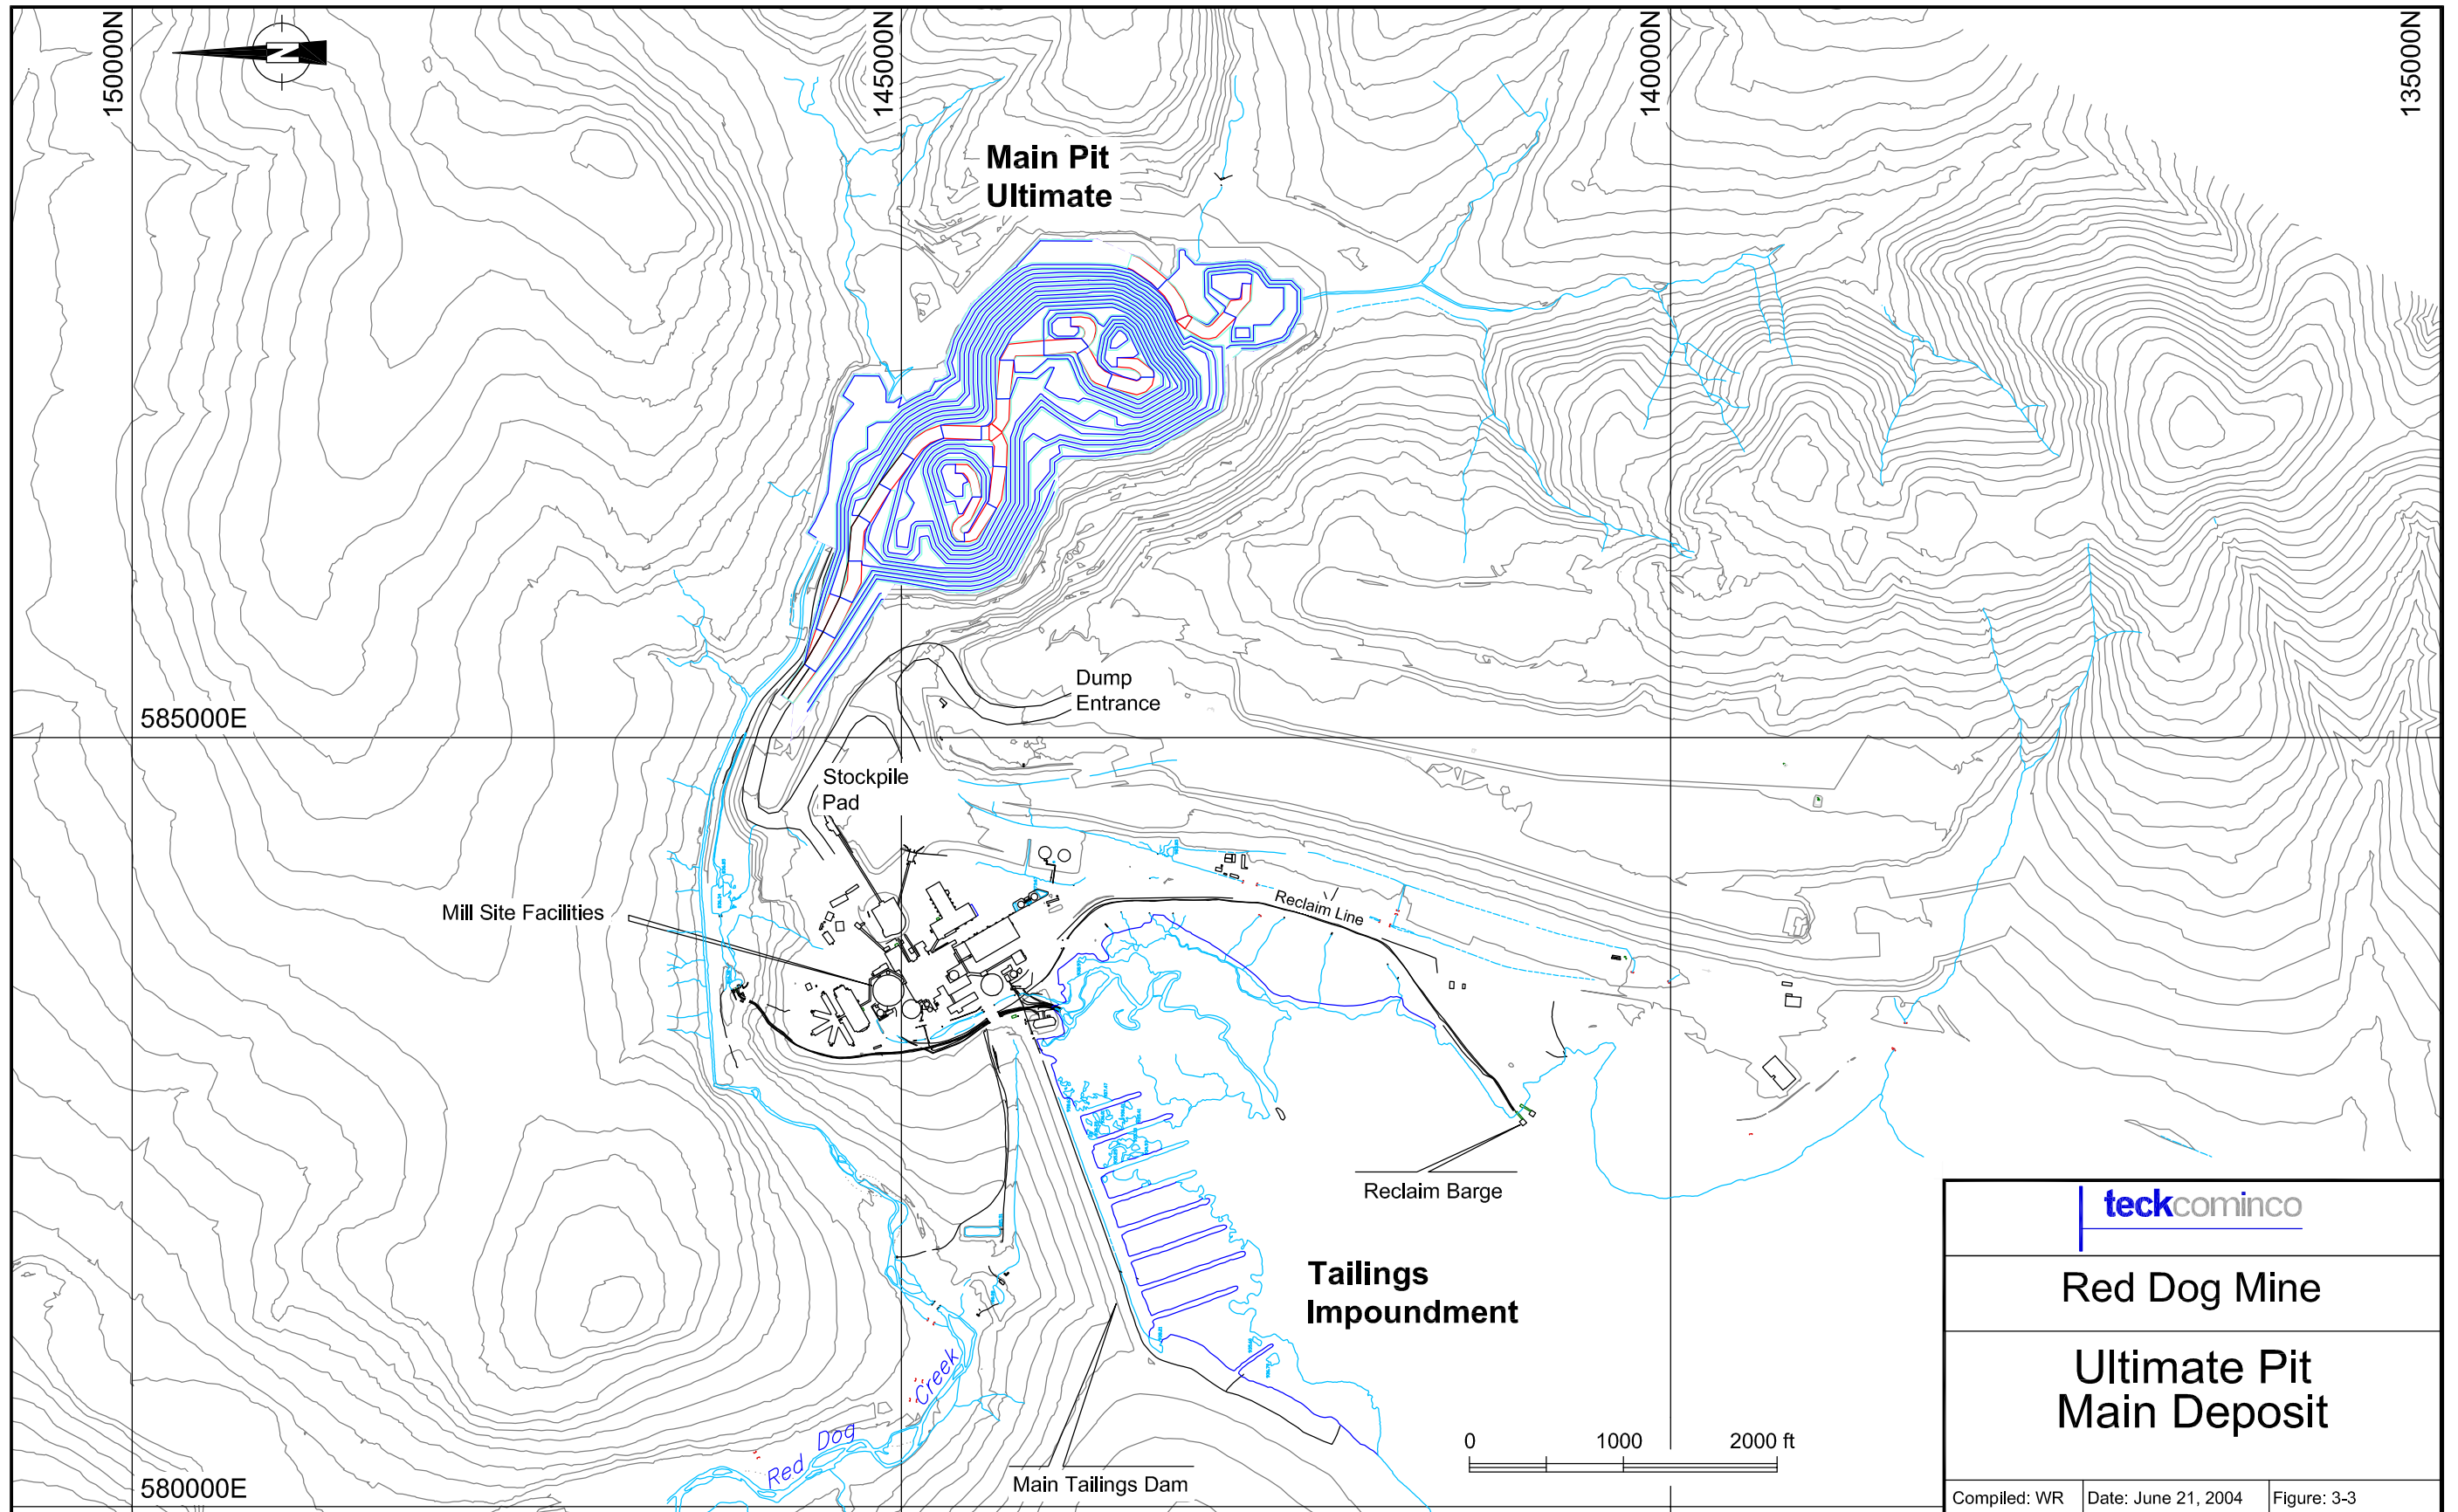 150000N
145000N
140000N
135000N
N
Main Pit
Ultimate
Dump
Entrance
585000E
Stockpile
Pad
Mill Site Facilities
Reclaim Line
Reclaim Barge
Tailings
Impoundment
Red Dog Creek
Main Tailings Dam
580000E
0 1000 2000 ft
teckcominco
Red Dog Mine
Ultimate Pit
Main Deposit
Compiled: WR
Date: June 21, 2004
Figure: 3-3